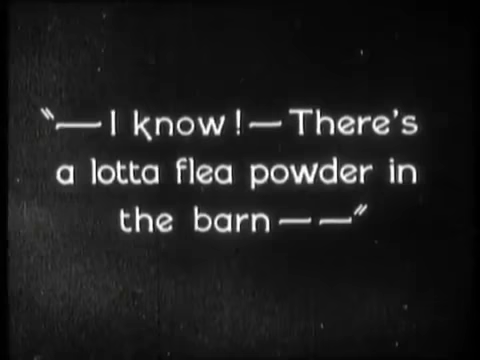 "—I know!—There's
a lotta flea powder in
the barn — —"